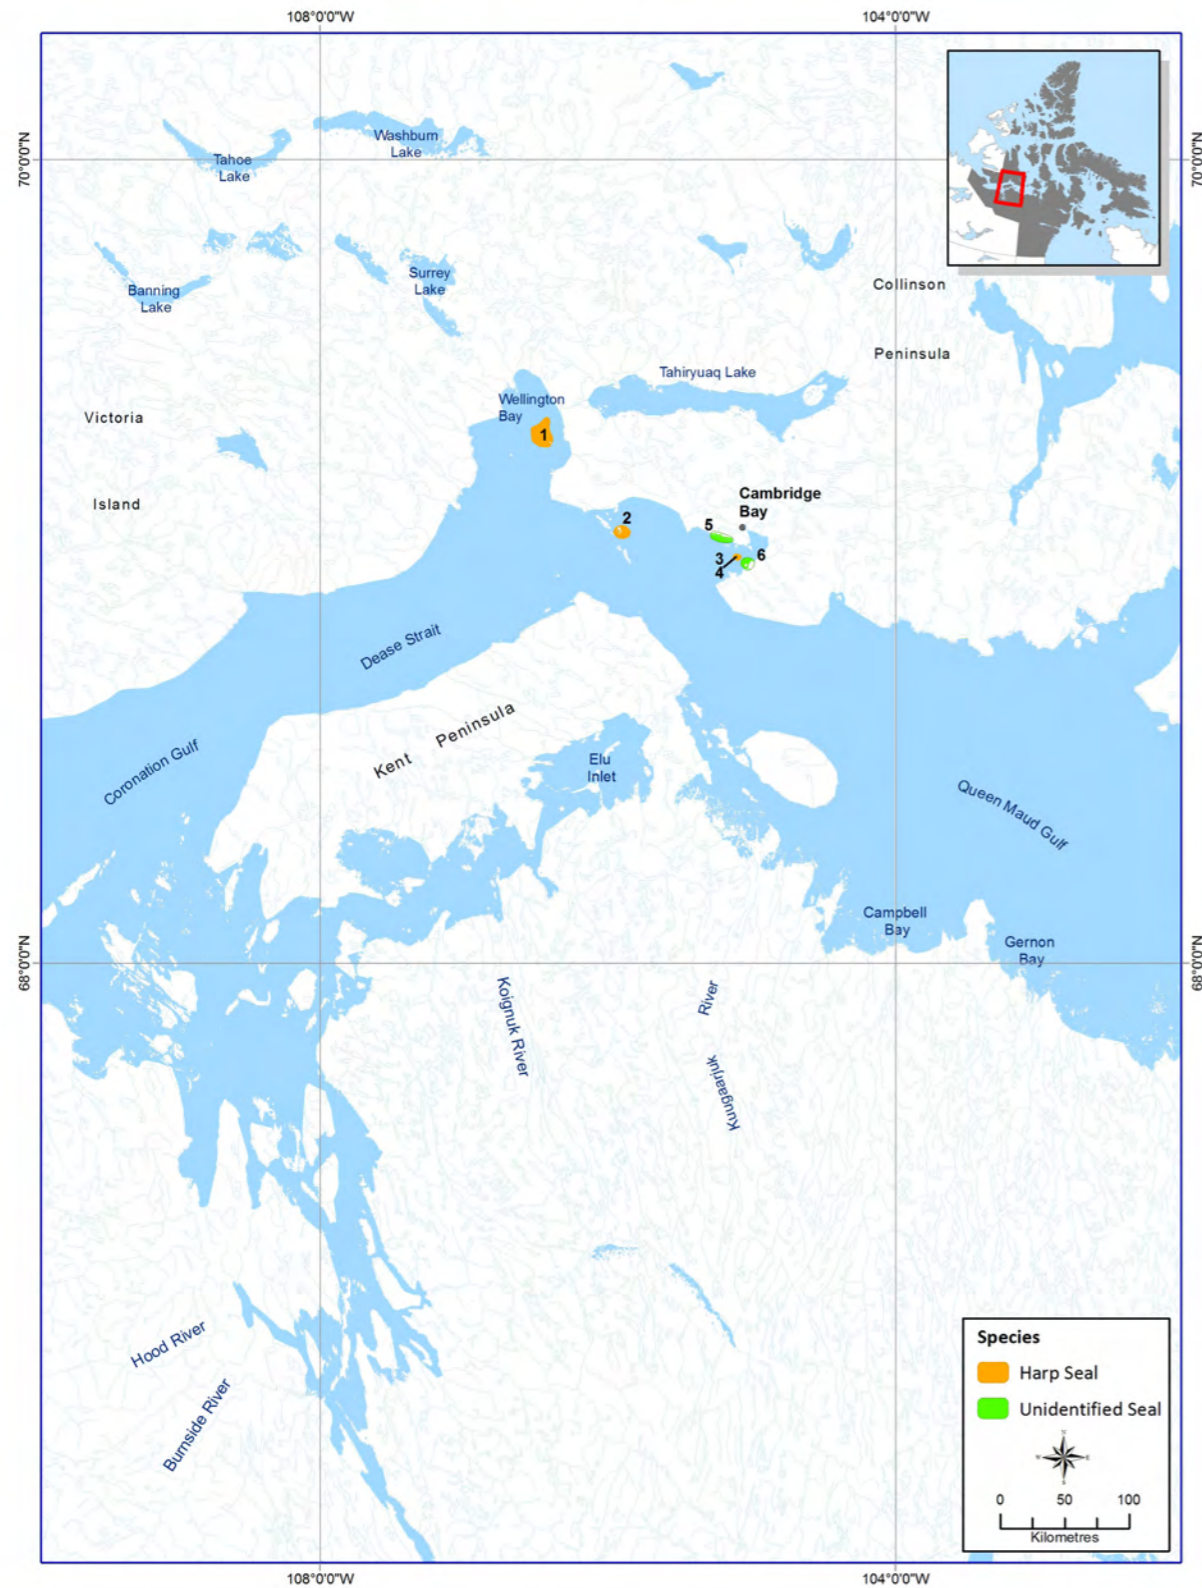 108°0'0"W
104°0'0"W
70°0'0"N
70°0'0"N
Washburn
Lake
Tahoe
Lake
Surrey
Lake
Banning
Lake
Collinson
Peninsula
Tahiryuaq Lake
Wellington
Bay
Victoria
Island
1
Cambridge
Bay
2
5
3
4
6
Dease Strait
Kent Peninsula
Coronation Gulf
Elu
Inlet
Queen Maud Gulf
Campbell
Bay
Gernon
Bay
68°0'0"N
68°0'0"N
Koignuk River
River
Kuugaarjuk
Hood River
Burnside River
Species
Harp Seal
Unidentified Seal
N
W
E
S
0 50 100
Kilometres
108°0'0"W
104°0'0"W